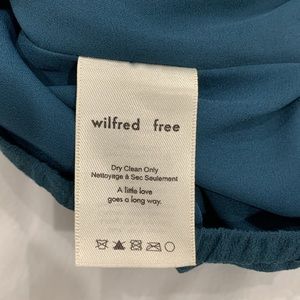 wilfred free
Dry Clean Only
Nettoyage à Sec Seulement
A little love
goes a long way.